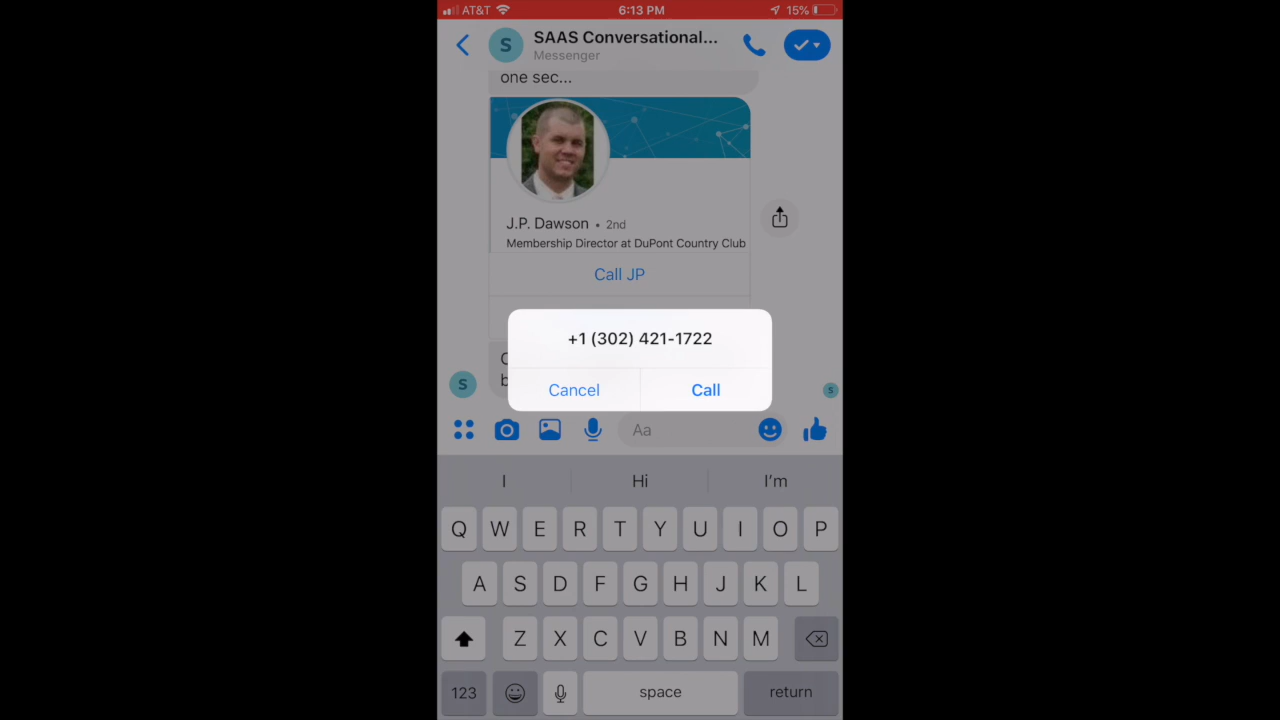 AT&T 6:13 PM 15%
S SAAS Conversational...
Messenger
one sec...
J.P. Dawson • 2nd
Membership Director at DuPont Country Club
Call JP
+1 (302) 421-1722
Cancel Call
S S
Aa
I Hi I'm
Q W E R T Y U I O P
A S D F G H J K L
Z X C V B N M
123 space return